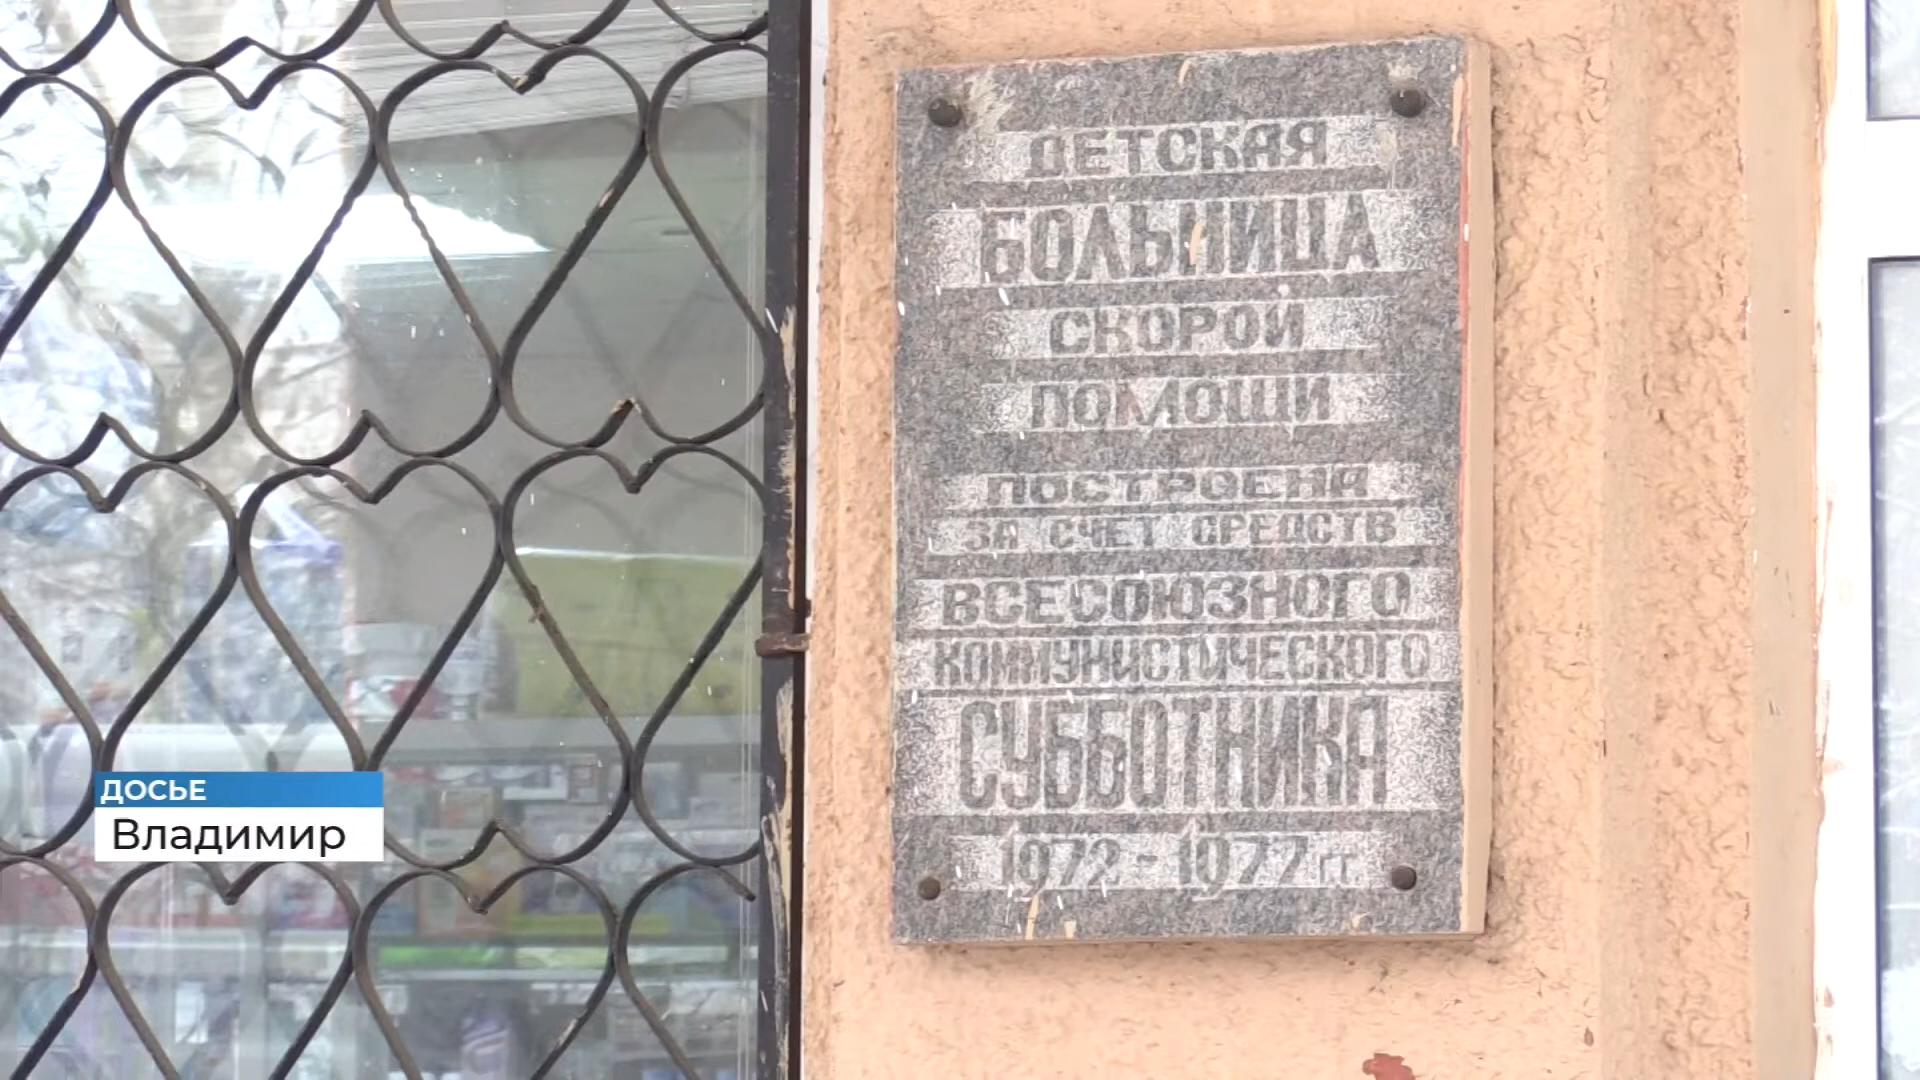 ДЕТСКАЯ
БОЛЬНИЦА
СКОРОЙ
ПОМОЩИ
ПОСТРОЕНА
ЗА СЧЕТ СРЕДСТВ
ВСЕСОЮЗНОГО
КОММУНИСТИЧЕСКОГО
СУББОТНИКА
1972 - 1977 гг.
ДОСЬЕ
Владимир